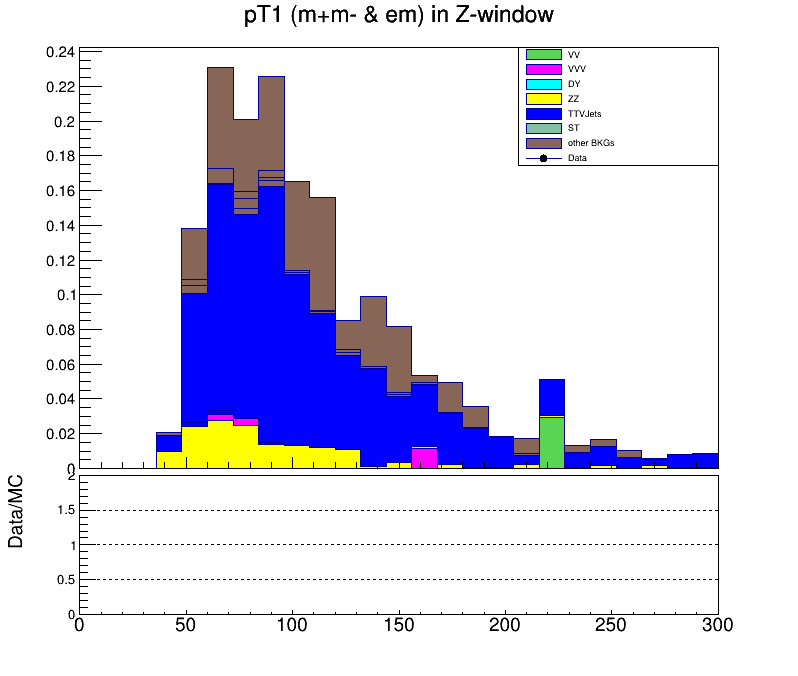 pT1 (m+m- & em) in Z-window
0.24
0.22
0.2
0.18
0.16
0.14
0.12
0.1
0.08
0.06
0.04
0.02
0
VV
VVV
DY
ZZ
TTVJets
ST
other BKGs
Data
Data/MC
2
1.5
1
0.5
0
0 50 100 150 200 250 300